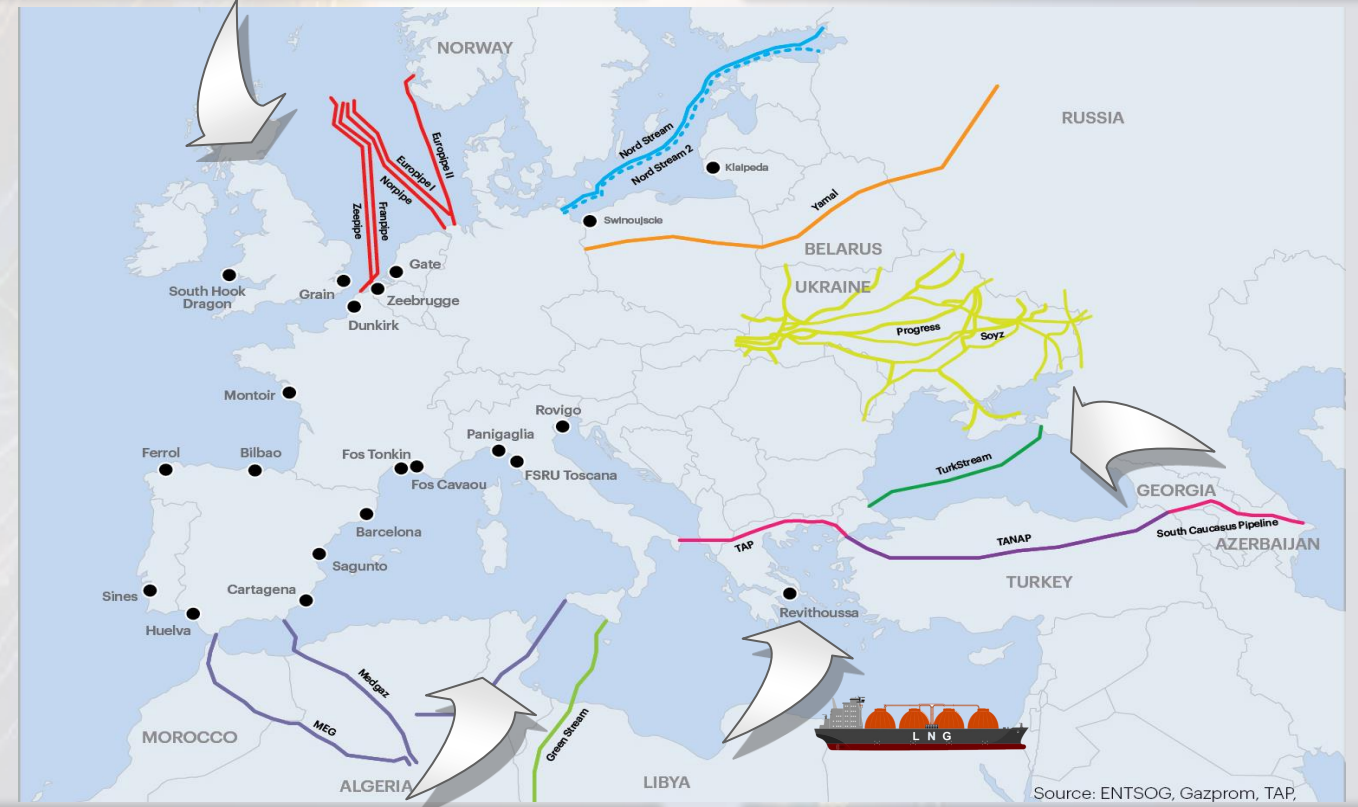 NORWAY
RUSSIA
Nord Stream
Nord Stream 2
Europipe II
Europipe I
Norpipe
Franpipe
Zeepipe
Klaipeda
Yamal
Swinoujscie
BELARUS
UKRAINE
Gate
South Hook
Dragon
Grain
Zeebrugge
Dunkirk
Progress
Soyz
Montoir
Rovigo
Panigaglia
Ferrol
Bilbao
Fos Tonkin
FSRU Toscana
Fos Cavaou
TurkStream
GEORGIA
Barcelona
South Caucasus Pipeline
TANAP
AZERBAIJAN
TAP
Sagunto
TURKEY
Sines
Cartagena
Revithoussa
Huelva
Medgaz
MEG
Green Stream
MOROCCO
LNG
ALGERIA
LIBYA
Source: ENTSOG, Gazprom, TAP,